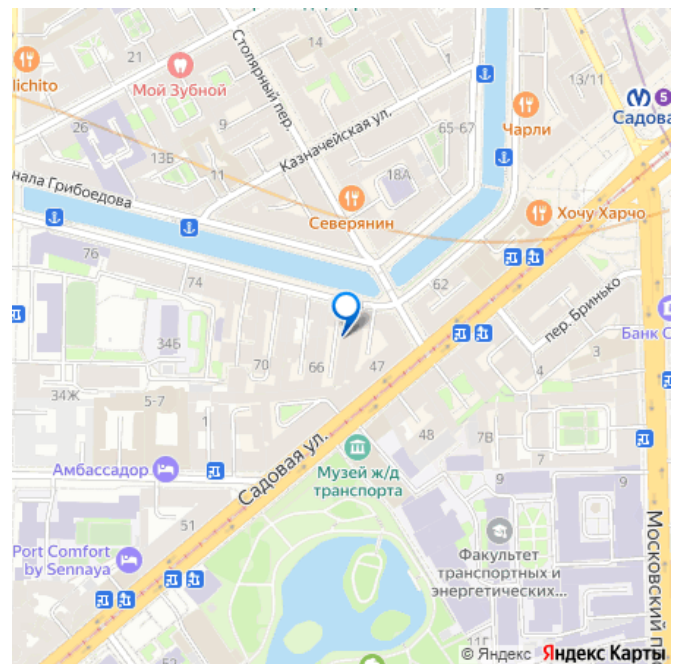 21
14
lichito
Мой Зубной
Столярный пер.
13/11
5
Садова
Чарли
26
9
65-67
13Б
11
Казначейская ул.
18А
нала Грибоедова
Северянин
Хочу Харчо
76
74
62
пер. Бринько
Банк С
34Б
70
66
47
4
3
34Ж
5-7
1
48
7В
7
Амбассадор
Садовая ул.
Музей ж/д
транспорта
9
9
51
Port Comfort
by Sennaya
Факультет
транспортных и
энергетических...
Московский п
11Г
© Яндекс Яндекс Карты